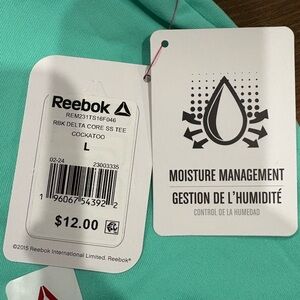 Reebok
REM231TS16F046
RBK DELTA CORE SS TEE
COCKATOO
L
02-24 23003335
1 96067 54392 2
$12.00
©2015 Reebok International Limited. Reebok®
MOISTURE MANAGEMENT
GESTION DE L'HUMIDITÉ
CONTROL DE LA HUMEDAD